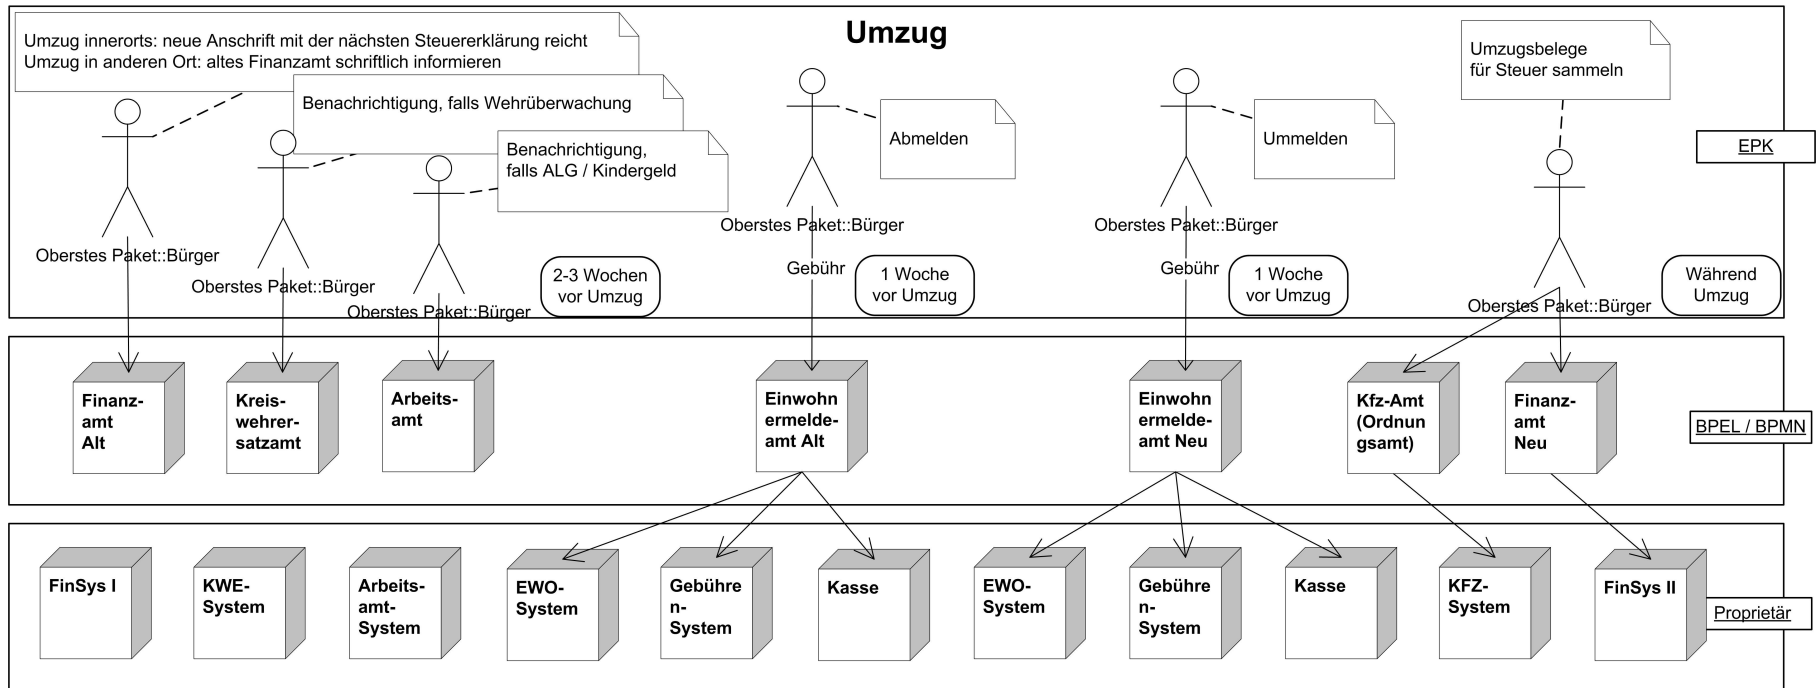 Umzug
Umzug innerorts: neue Anschrift mit der nächsten Steuererklärung reicht
Umzug in anderen Ort: altes Finanzamt schriftlich informieren
Benachrichtigung, falls Wehrüberwachung
Benachrichtigung,
falls ALG / Kindergeld
Abmelden
Ummelden
Umzugsbelege
für Steuer sammeln
EPK
Oberstes Paket::Bürger
Oberstes Paket::Bürger
Oberstes Paket::Bürger
Oberstes Paket::Bürger
Oberstes Paket::Bürger
Oberstes Paket::Bürger
2-3 Wochen
vor Umzug
Gebühr
1 Woche
vor Umzug
Gebühr
1 Woche
vor Umzug
Während
Umzug
Finanz-
amt
Alt
Kreis-
wehrer-
satzamt
Arbeits-
amt
Einwohn
ermelde-
amt Alt
Einwohn
ermelde-
amt Neu
Kfz-Amt
(Ordnun
gsamt)
Finanz-
amt
Neu
BPEL / BPMN
FinSys I
KWE-
System
Arbeits-
amt-
System
EWO-
System
Gebühre
n-
System
Kasse
EWO-
System
Gebühre
n-
System
Kasse
KFZ-
System
FinSys II
Proprietär